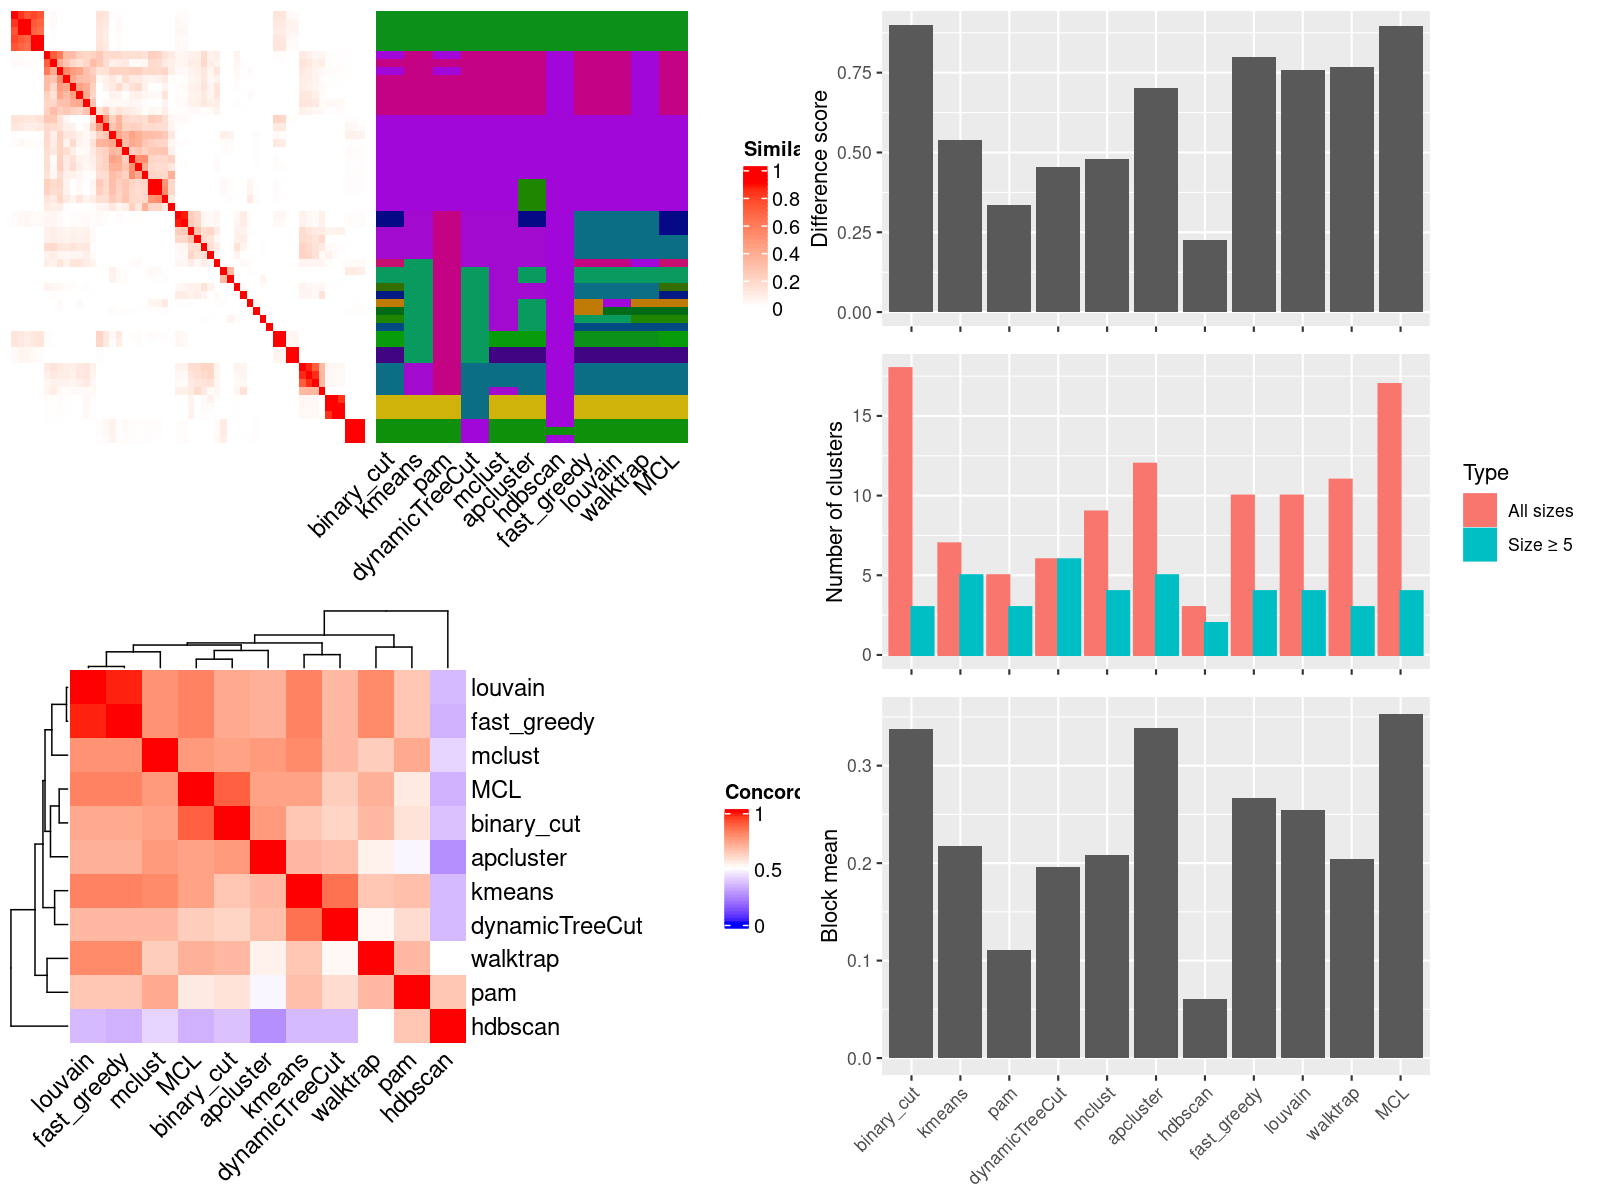 Simila
1
0.8
0.6
0.4
0.2
0
binary_cut
kmeans
pam
dynamicTreeCut
mclust
apcluster
hdbscan
fast_greedy
louvain
walktrap
MCL
Difference score
0.75
0.50
0.25
0.00
Number of clusters
15
10
5
0
Type
All sizes
Size ≥ 5
louvain
fast_greedy
mclust
MCL
binary_cut
apcluster
kmeans
dynamicTreeCut
walktrap
pam
hdbscan
louvain
fast_greedy
mclust
MCL
binary_cut
apcluster
kmeans
dynamicTreeCut
walktrap
pam
hdbscan
Concord
1
0.5
0
Block mean
0.3
0.2
0.1
0.0
binary_cut
kmeans
pam
dynamicTreeCut
mclust
apcluster
hdbscan
fast_greedy
louvain
walktrap
MCL